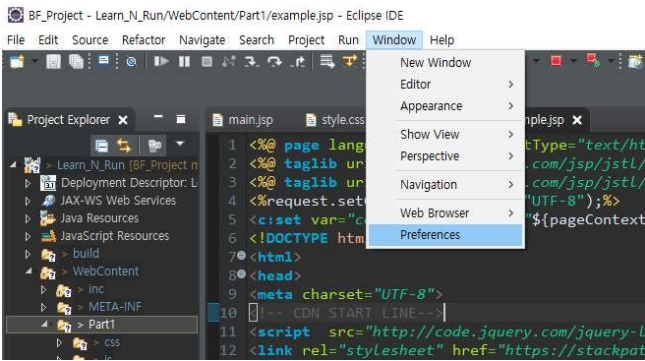 BF_Project - Learn_N_Run/WebContent/Part1/example.jsp - Eclipse IDE
File Edit Source Refactor Navigate Search Project Run Window Help
New Window
Editor
Appearance
Show View
Perspective
Navigation
Web Browser
Preferences
Project Explorer
> Learn_N_Run [BF_Project m
Deployment Descriptor: L
JAX-WS Web Services
Java Resources
JavaScript Resources
> build
> WebContent
> inc
> META-INF
> Part1
> css
main.jsp style.css mple.jsp
1 <%@ page lang tType="text/ht
2 <%@ taglib ur .com/jsp/jstl/
3 <%@ taglib ur .com/jsp/jstl/
4 <%request.set "UTF-8");%>
5 <c:set var="c "${pageContext
6 <!DOCTYPE htm
7 <html>
8 <head>
9 <meta charset="UTF-8">
10 <!-- CDN START LINE-->
11 <script src="http://code.jquery.com/jquery-l
12 <link rel="stylesheet" href="https://stackpat